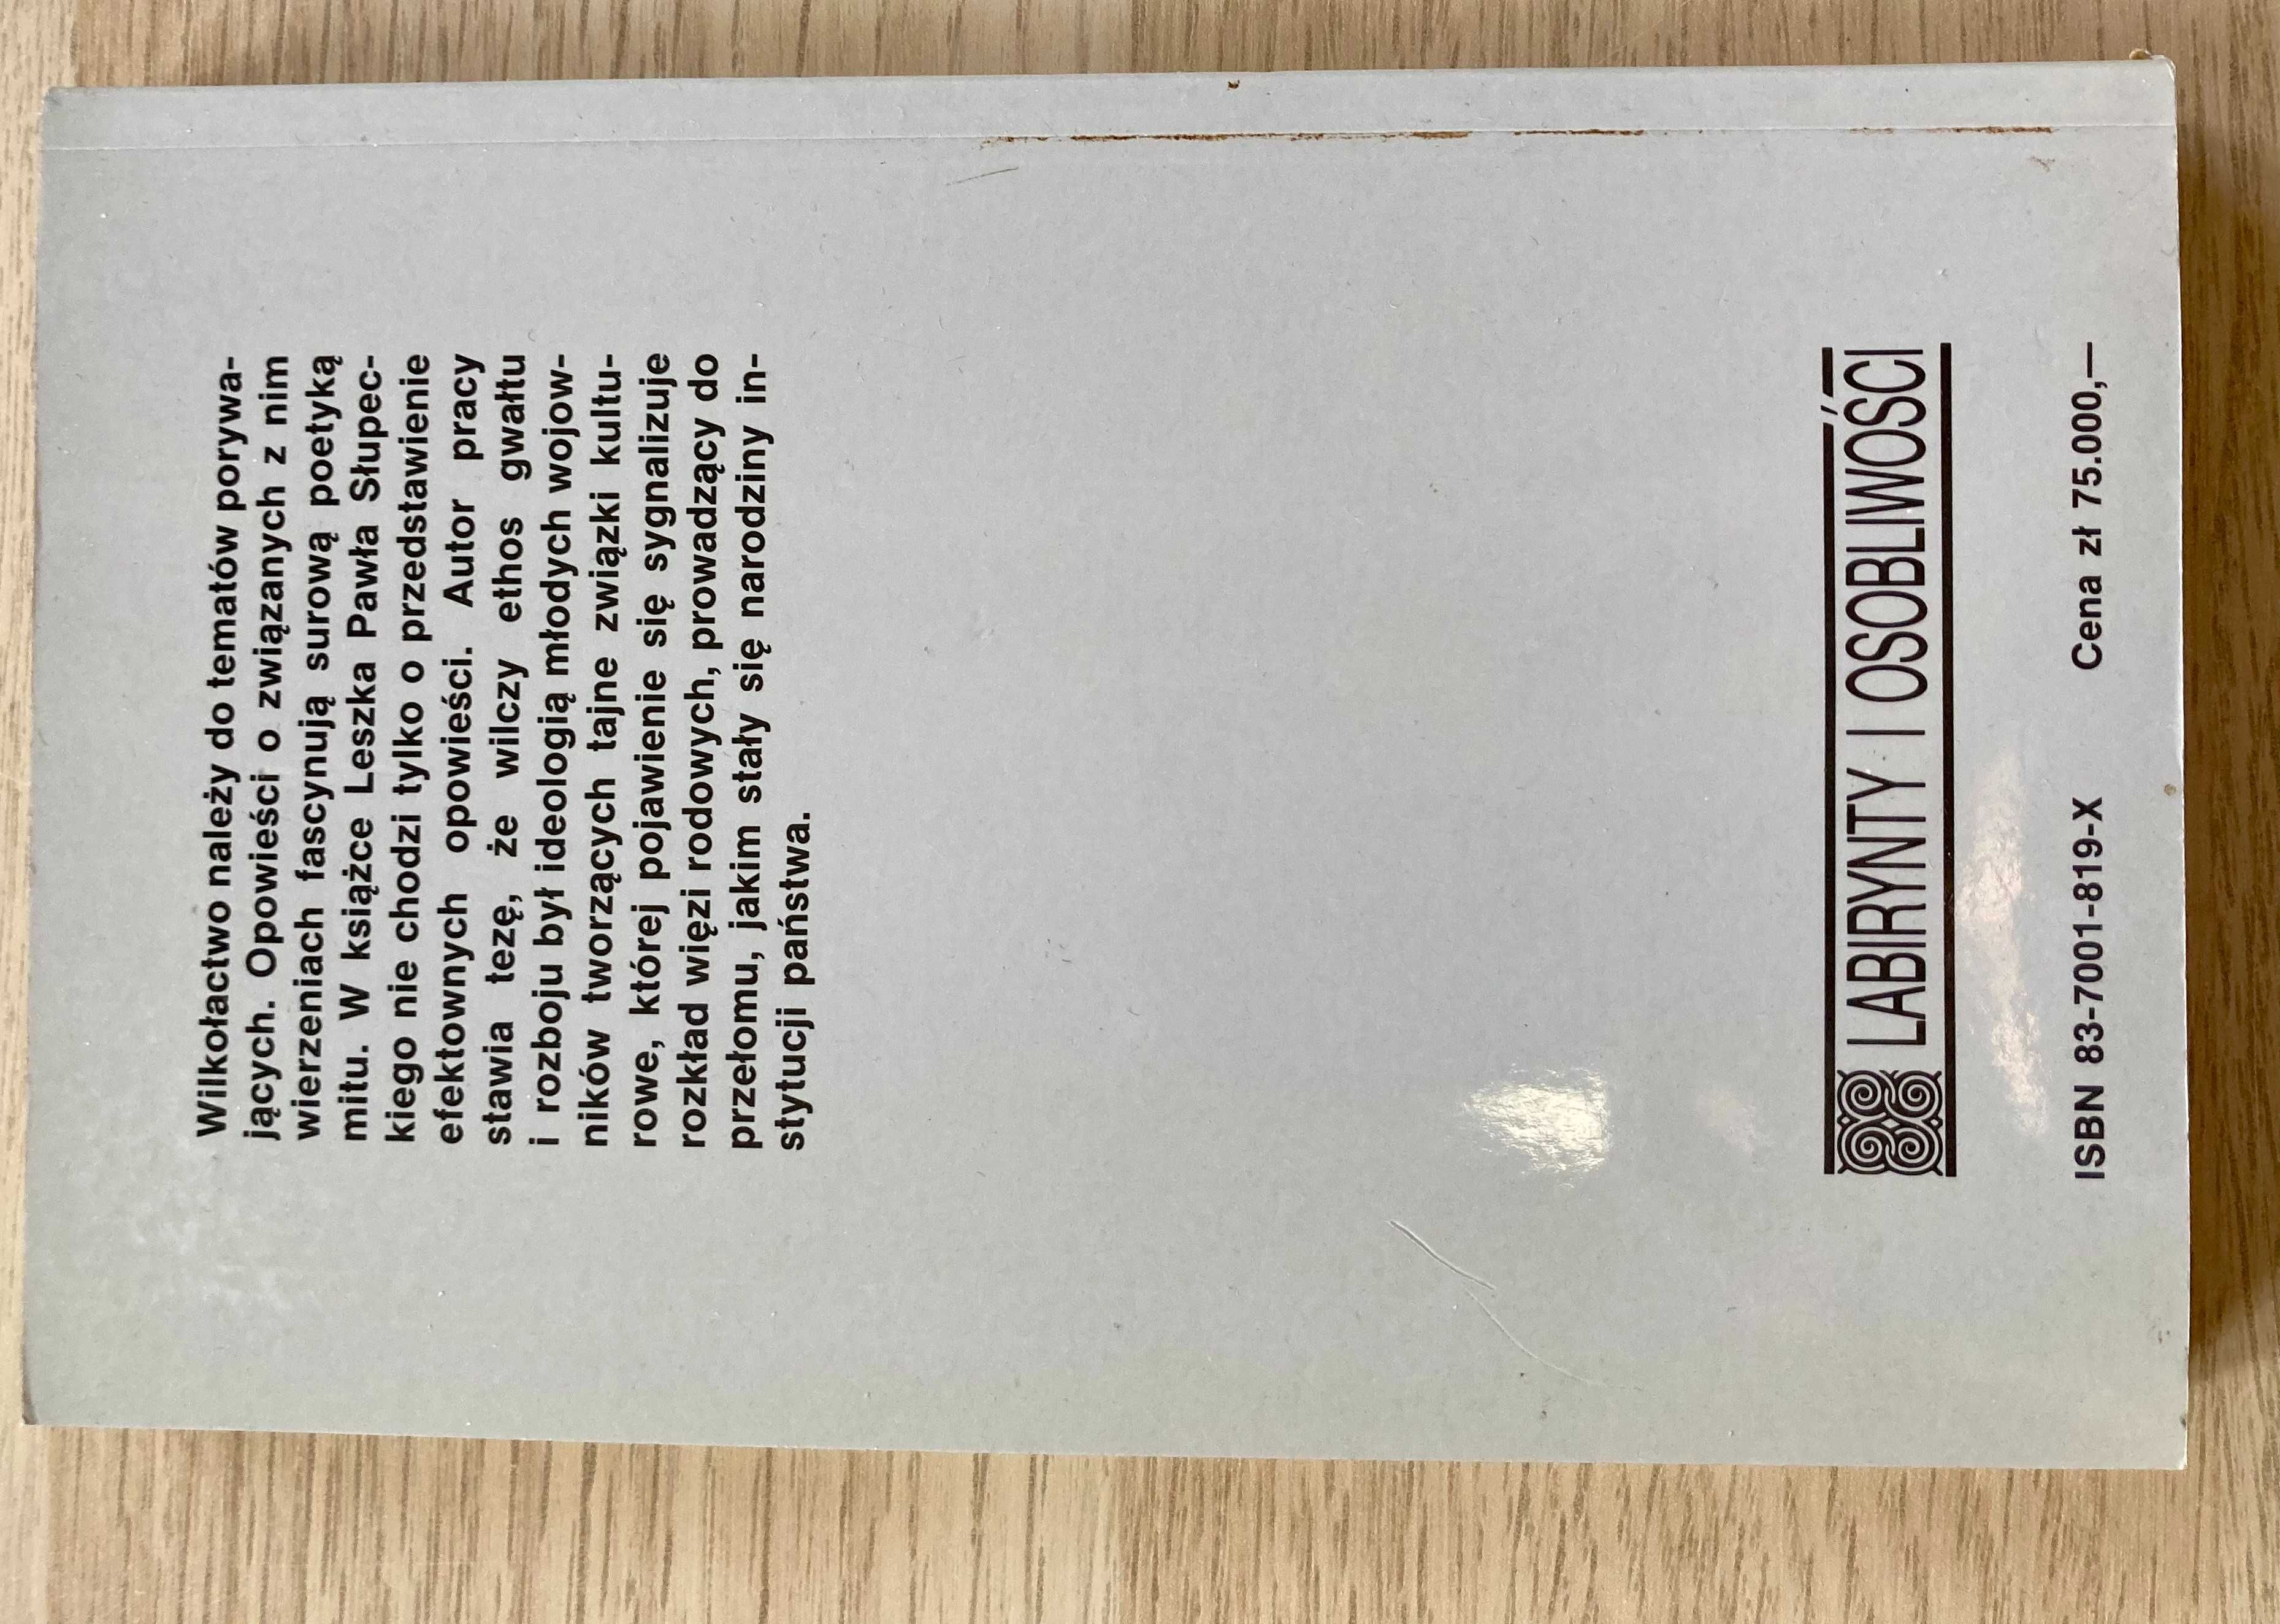 Wilkołactwo należy do tematów porywa-
jących. Opowieści o związanych z nim
wierzeniach fascynują surową poetyką
mitu. W książce Leszka Pawła Słupec-
kiego nie chodzi tylko o przedstawienie
efektownych opowieści. Autor pracy
stawia tezę, że wilczy ethos gwałtu
i rozboju był ideologią młodych wojow-
ników tworzących tajne związki kultu-
rowe, której pojawienie się sygnalizuje
rozkład więzi rodowych, prowadzący do
przełomu, jakim stały się narodziny in-
stytucji państwa.
LABIRYNTY I OSOBLIWOŚCI
ISBN 83-7001-819-X Cena zł 75.000,—